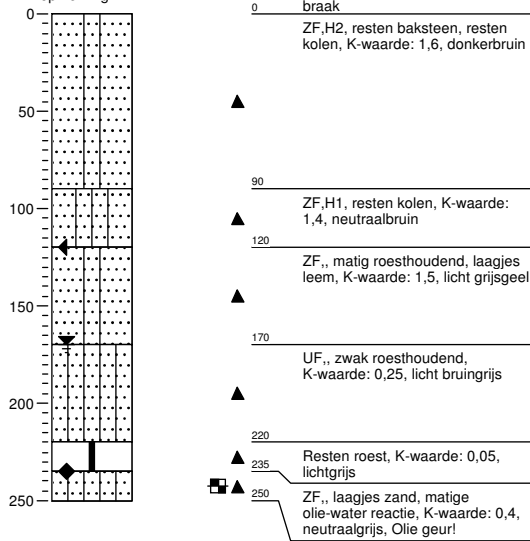 0
braak
0
ZF,H2, resten baksteen, resten
kolen, K-waarde: 1,6, donkerbruin
50
90
ZF,H1, resten kolen, K-waarde:
1,4, neutraalbruin
100
120
ZF,, matig roesthoudend, laagjes
leem, K-waarde: 1,5, licht grijsgeel
150
170
UF,, zwak roesthoudend,
K-waarde: 0,25, licht bruingrijs
200
220
Resten roest, K-waarde: 0,05,
lichtgrijs
235
250
250
ZF,, laagjes zand, matige
olie-water reactie, K-waarde: 0,4,
neutraalgrijs, Olie geur!